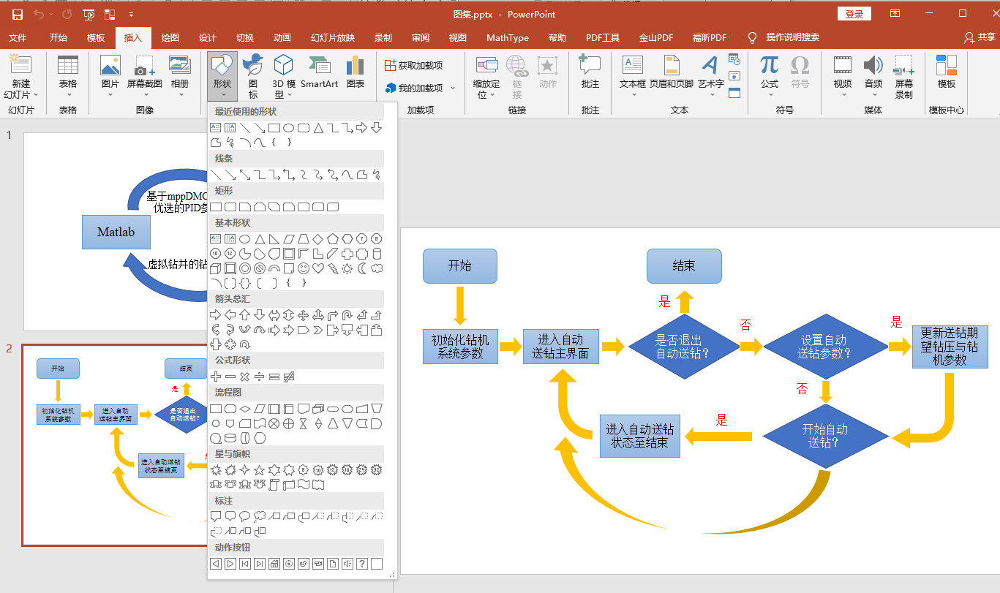 图集.pptx - PowerPoint
登录
文件 开始 模板 插入 绘图 设计 切换 动画 幻灯片放映 录制 审阅 视图 MathType 帮助 PDF工具 金山PDF 福昕PDF 操作说明搜索 共享
新建
幻灯片
表格
图片
屏幕截图
相册
形状
图
标
3D 模
型
SmartArt
图表
获取加载项
我的加载项
缩放定
位
链
接
动作
批注
文本框
页眉和页脚
艺术字
公式
符号
视频
音频
屏幕
录制
模板
幻灯片 表格 图像 加载项 链接 批注 文本 符号 媒体 模板中心
最近使用的形状
线条
矩形
基本形状
箭头总汇
公式形状
流程图
星与旗帜
标注
动作按钮
1
基于mppDMC
优选的PID参
Matlab
虚拟钻井的钻
2
开始
结束
是
初始化钻机
系统参数
进入自动
送钻主界面
是否退出
自动送钻?
进入自动送钻
状态至结束
开始
结束
是
否
是
初始化钻机
系统参数
进入自动
送钻主界面
是否退出
自动送钻?
设置自动
送钻参数?
更新送钻期
望钻压与钻
机参数
否
是
进入自动送钻
状态至结束
开始自动
送钻?